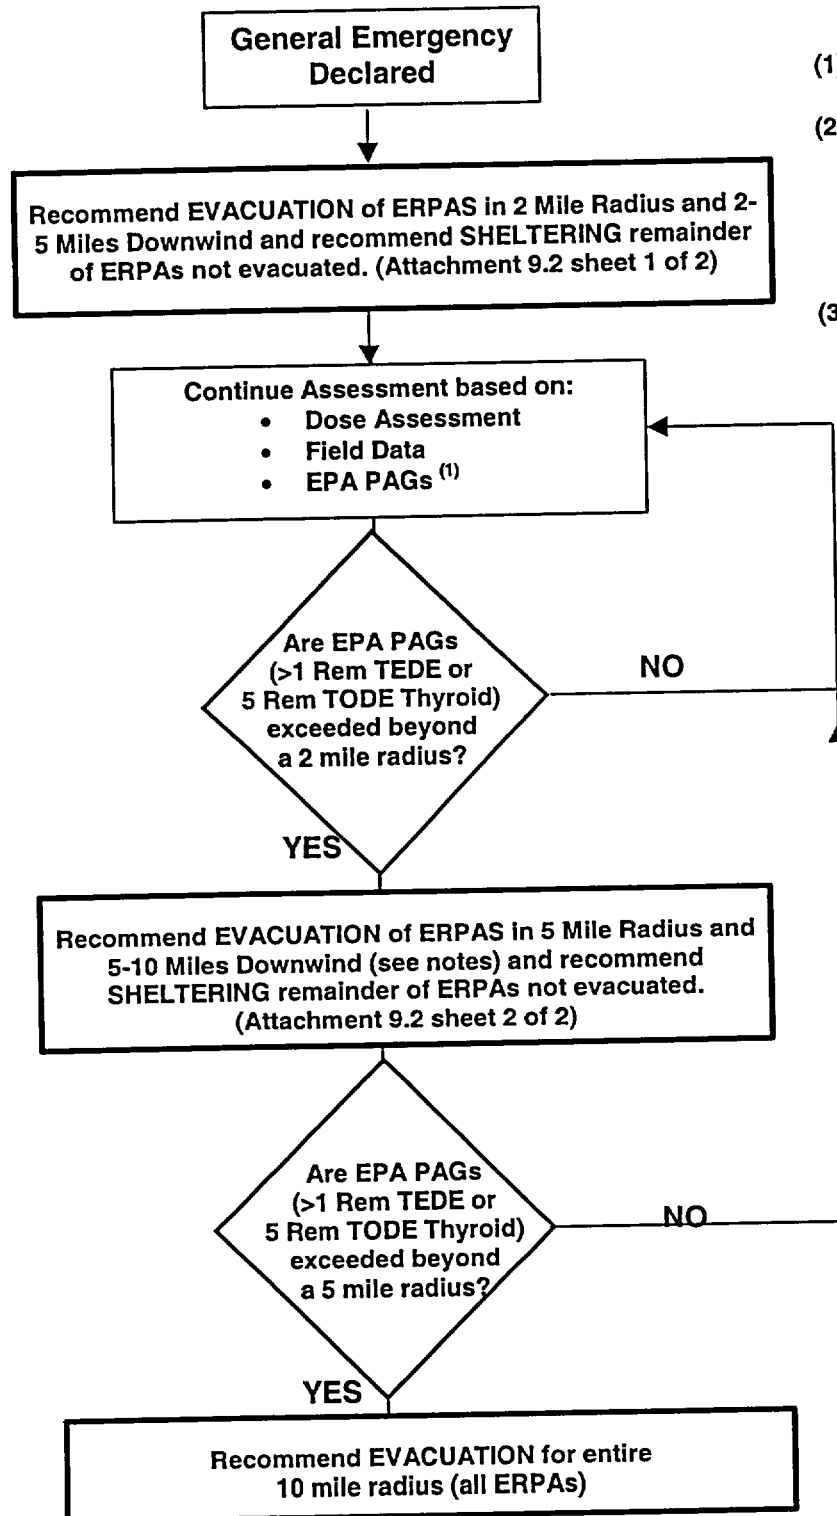 General Emergency
Declared
(1)
(2
Recommend EVACUATION of ERPAS in 2 Mile Radius and 2-
5 Miles Downwind and recommend SHELTERING remainder
of ERPAs not evacuated. (Attachment 9.2 sheet 1 of 2)
(3
Continue Assessment based on:
• Dose Assessment
• Field Data
• EPA PAGs (1)
Are EPA PAGs
(>1 Rem TEDE or
5 Rem TODE Thyroid)
exceeded beyond
a 2 mile radius?
NO
YES
Recommend EVACUATION of ERPAS in 5 Mile Radius and
5-10 Miles Downwind (see notes) and recommend
SHELTERING remainder of ERPAs not evacuated.
(Attachment 9.2 sheet 2 of 2)
Are EPA PAGs
(>1 Rem TEDE or
5 Rem TODE Thyroid)
exceeded beyond
a 5 mile radius?
NO
YES
Recommend EVACUATION for entire
10 mile radius (all ERPAs)